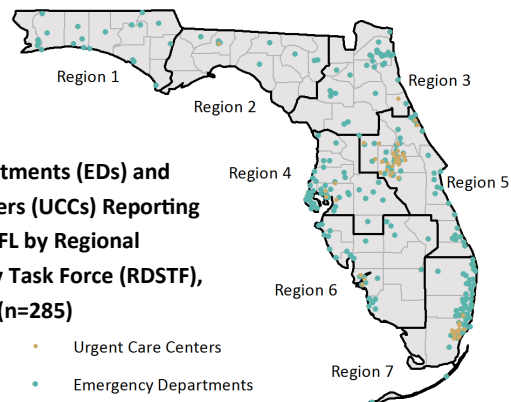 Region 1
Region 2
Region 3
tments (EDs) and
ers (UCCs) Reporting
FL by Regional
y Task Force (RDSTF),
(n=285)
Region 4
Region 5
Region 6
Urgent Care Centers
Emergency Departments
Region 7